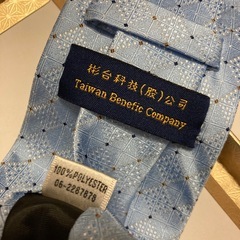 彬台科技(股)公司
Taiwan Benefic Company
100%POLYESTER
06-2267878